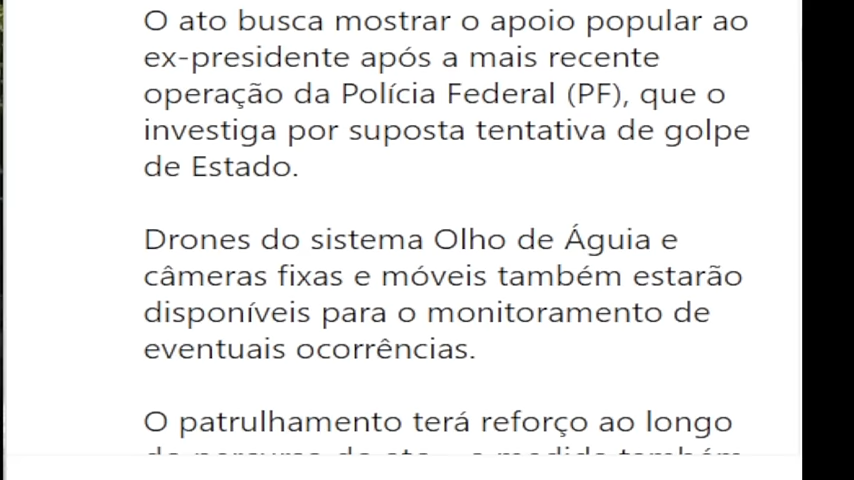 O ato busca mostrar o apoio popular ao
ex-presidente após a mais recente
operação da Polícia Federal (PF), que o
investiga por suposta tentativa de golpe
de Estado.
Drones do sistema Olho de Águia e
câmeras fixas e móveis também estarão
disponíveis para o monitoramento de
eventuais ocorrências.
O patrulhamento terá reforço ao longo